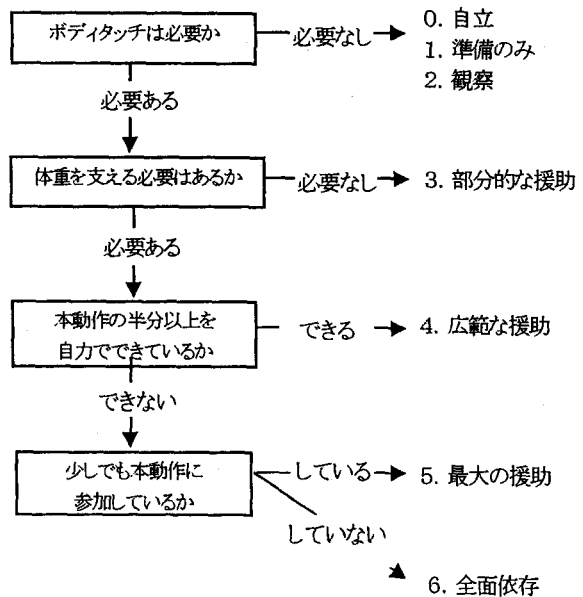 ボディタッチは必要か
必要なし
0. 自立
1. 準備のみ
2. 観察
必要ある
体重を支える必要はあるか
必要なし
3. 部分的な援助
必要ある
本動作の半分以上を
自力でできているか
できる
4. 広範な援助
できない
少しでも本動作に
参加しているか
している
5. 最大の援助
していない
6. 全面依存